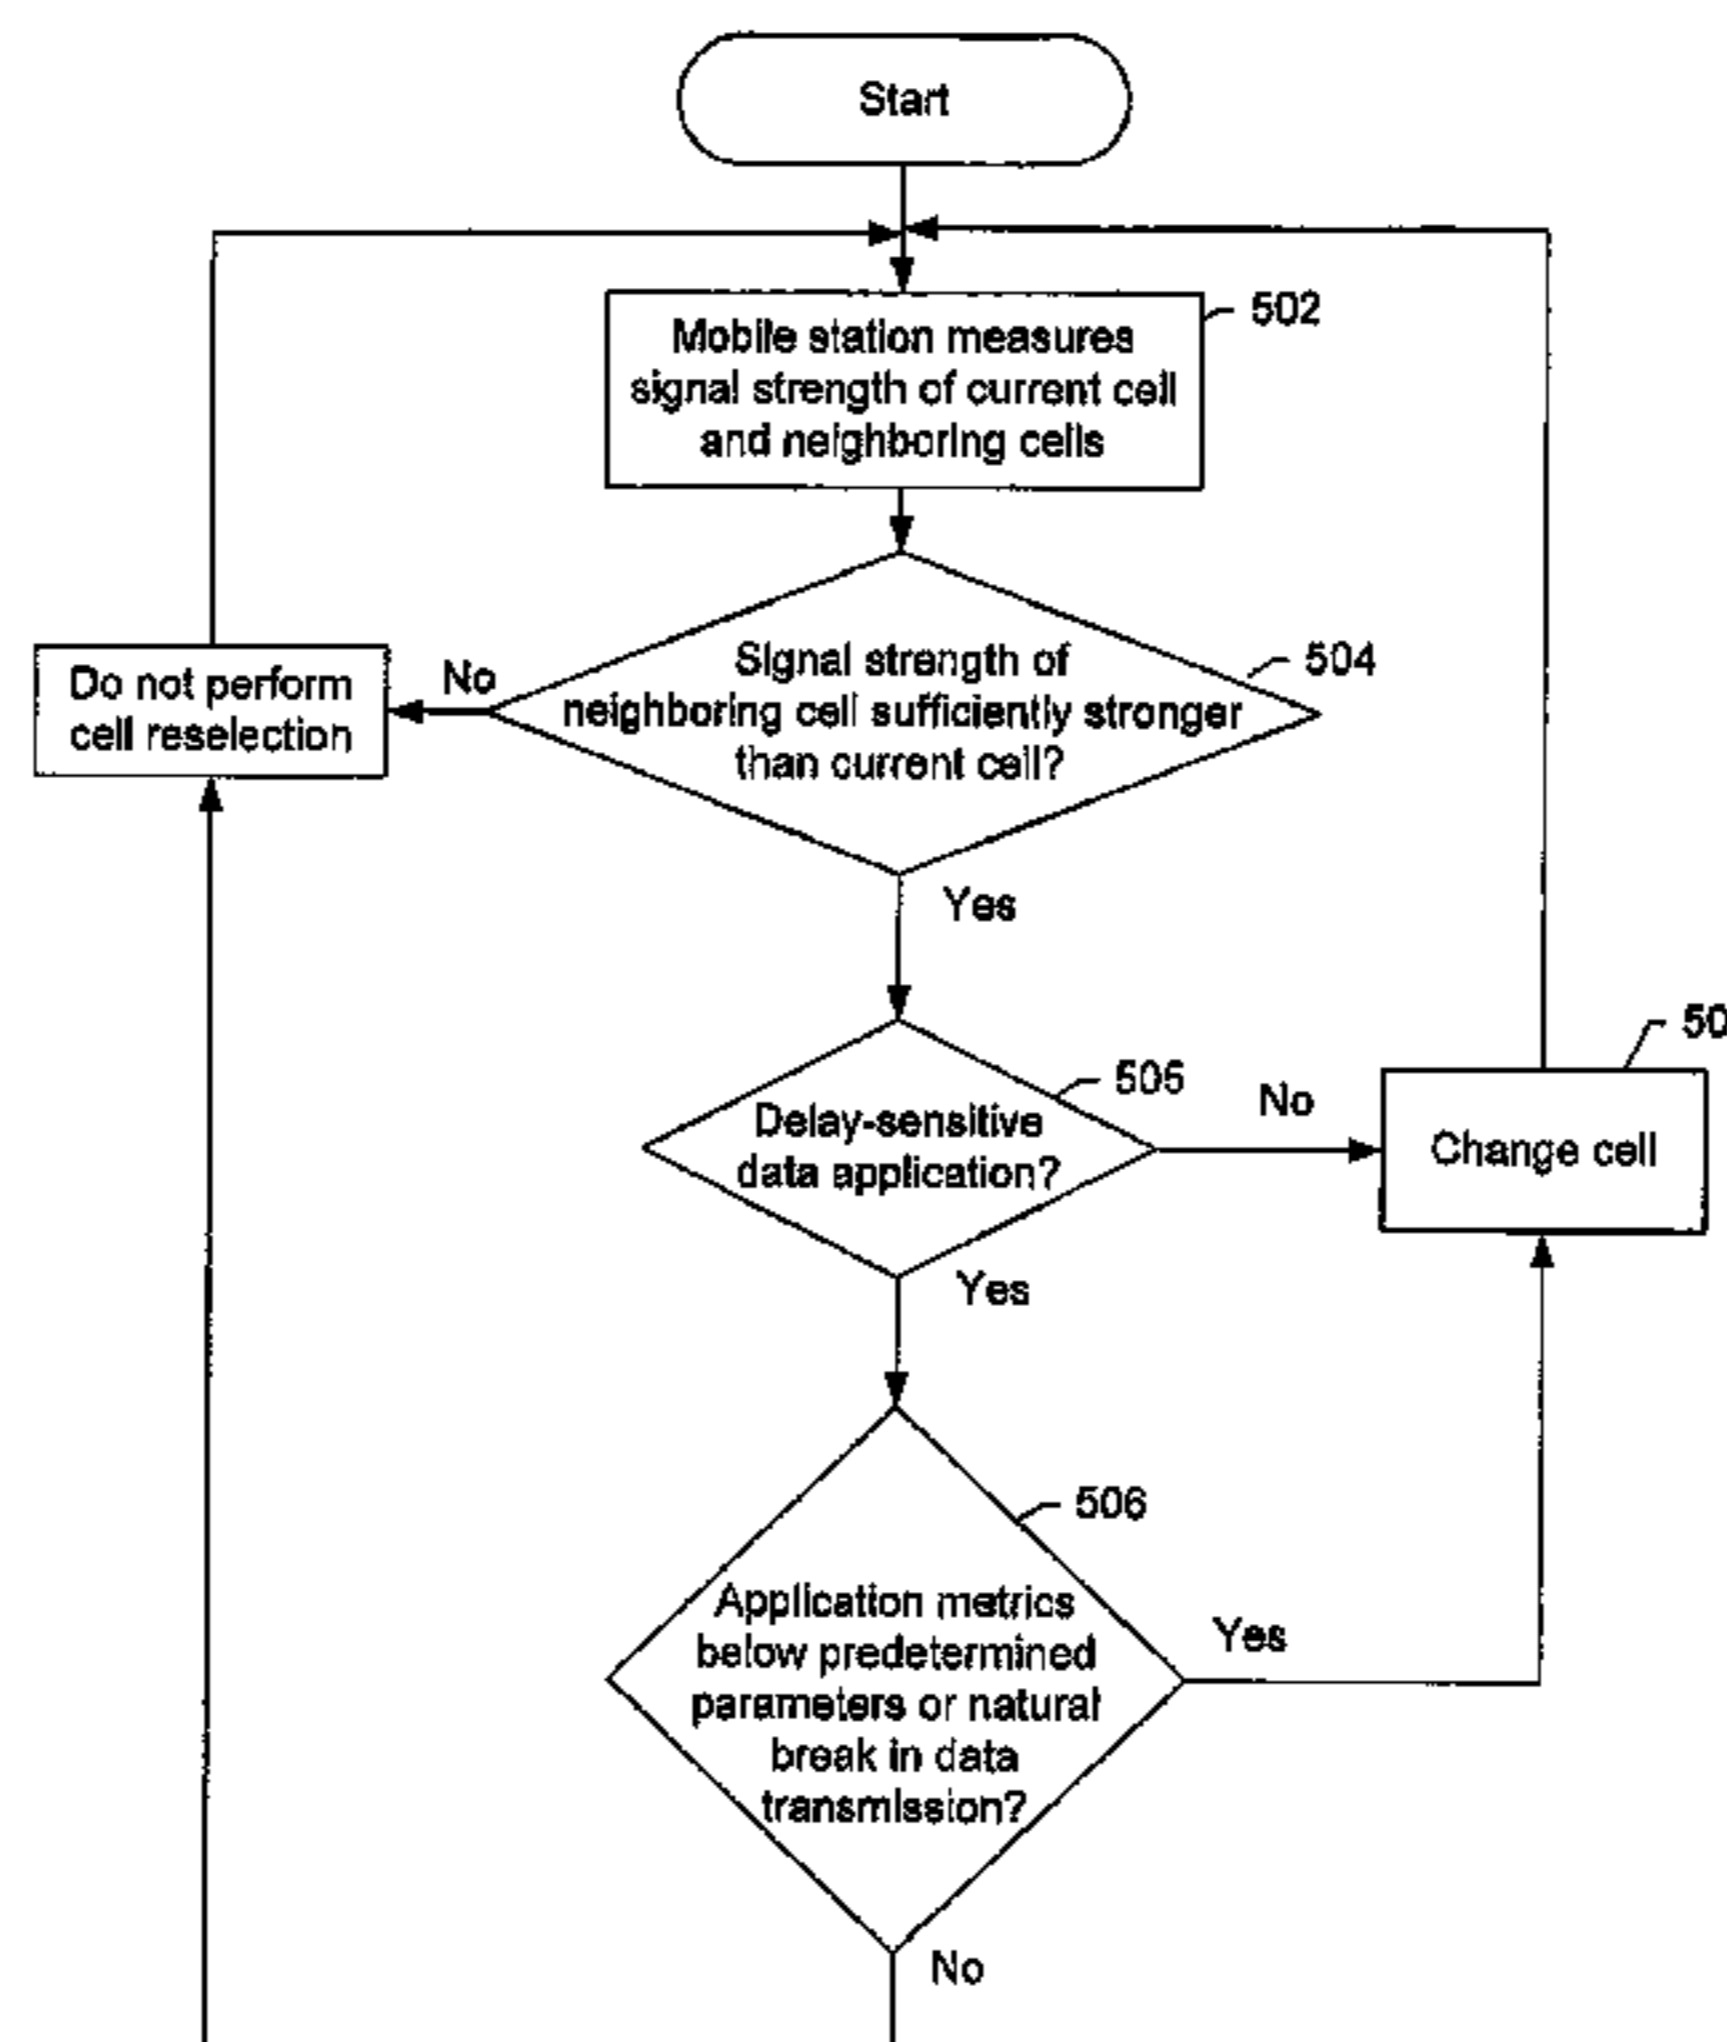 Start
502
Mobile station measures
signal strength of current cell
and neighboring cells
504
Signal strength of
neighboring cell sufficiently stronger
than current cell?
No
Do not perform
cell reselection
Yes
505
Delay-sensitive
data application?
No
50
Change cell
Yes
506
Application metrics
below predetermined
parameters or natural
break in data
transmission?
Yes
No